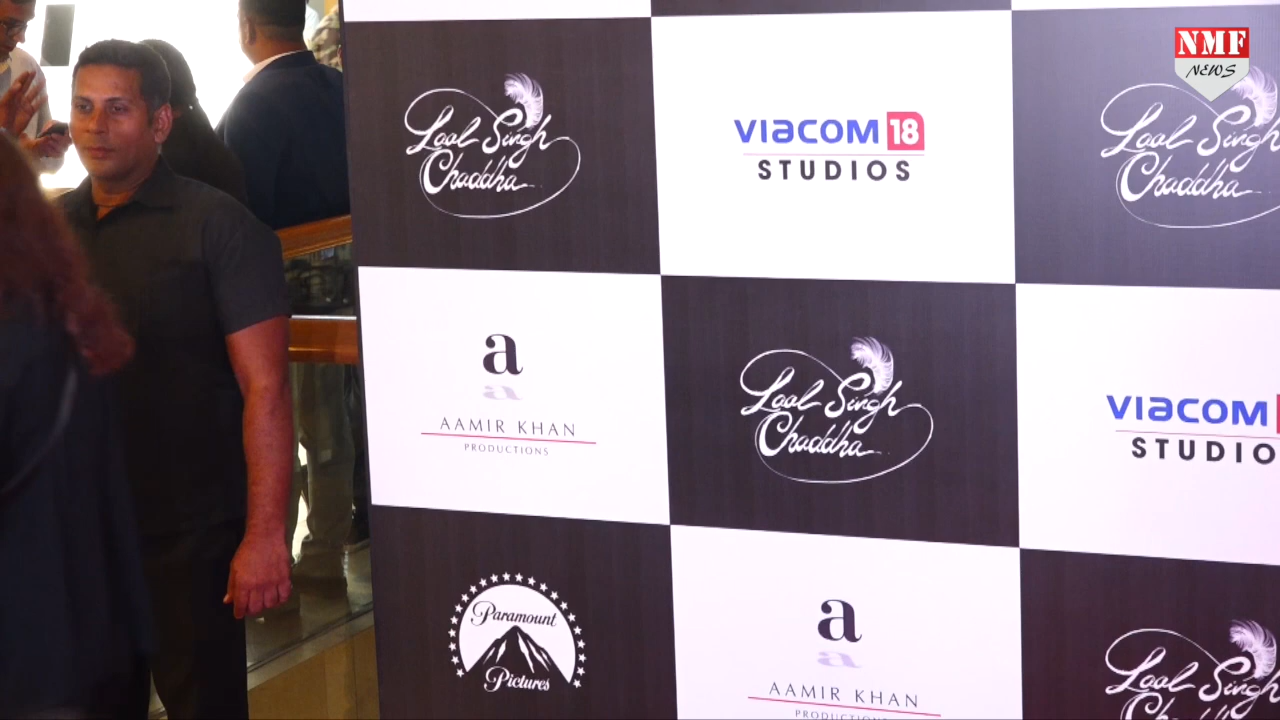 NMF
NEWS
Laal Singh
Chaddha
VIACOM 18
STUDIOS
Laal Singh
Chaddha
a
AAMIR KHAN
PRODUCTIONS
Laal Singh
Chaddha
VIACOM
STUDIO
Paramount
Pictures
a
AAMIR KHAN
PRODUCTIONS
Laal Singh
Chaddha